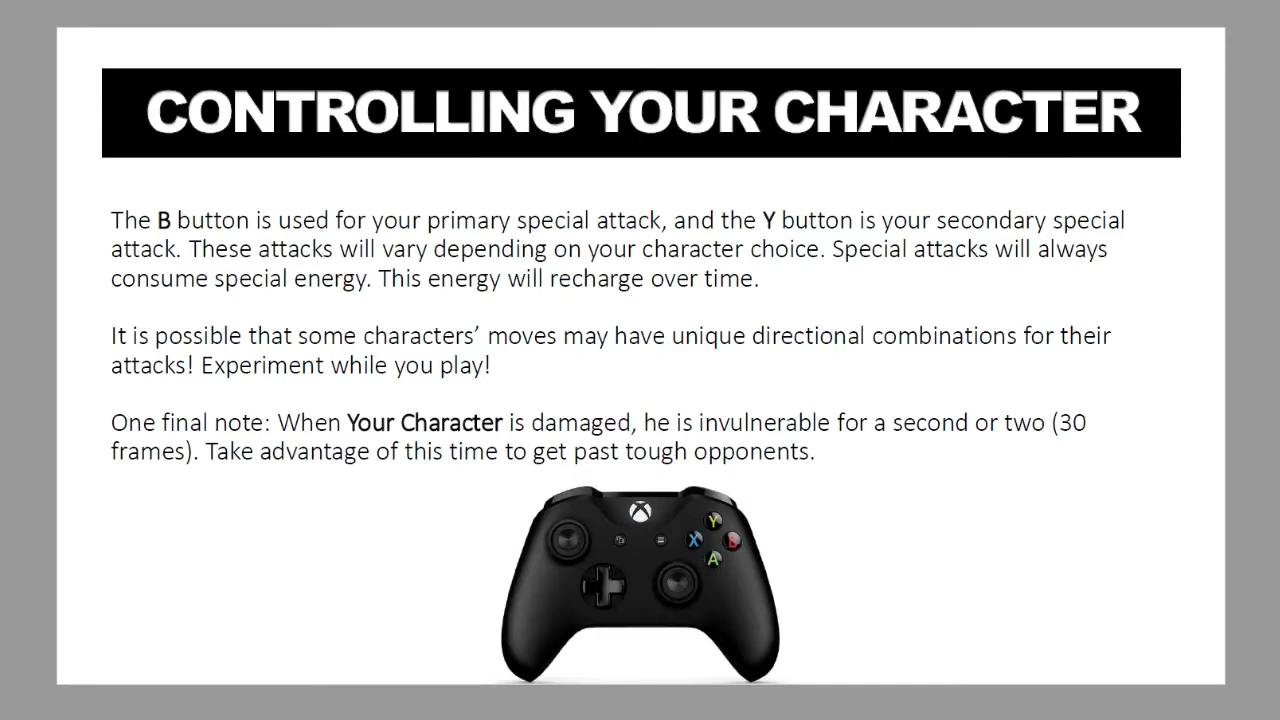 CONTROLLING YOUR CHARACTER
The B button is used for your primary special attack, and the Y button is your secondary special
attack. These attacks will vary depending on your character choice. Special attacks will always
consume special energy. This energy will recharge over time.
It is possible that some characters’ moves may have unique directional combinations for their
attacks! Experiment while you play!
One final note: When Your Character is damaged, he is invulnerable for a second or two (30
frames). Take advantage of this time to get past tough opponents.
Y
X B
A